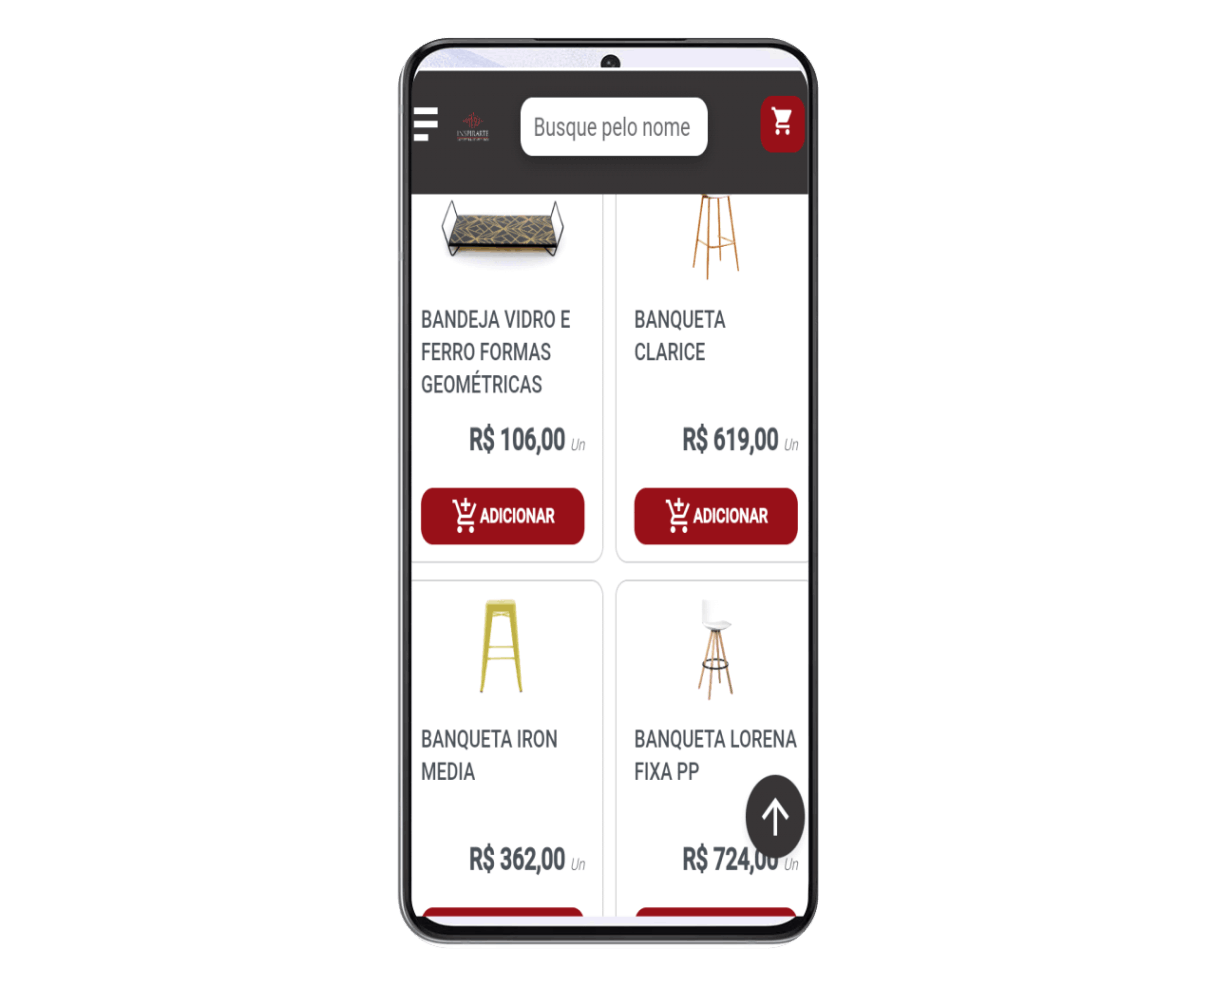 INSPIRARTE
Busque pelo nome
BANDEJA VIDRO E
FERRO FORMAS
GEOMÉTRICAS
R$ 106,00 Un
ADICIONAR
BANQUETA
CLARICE
R$ 619,00 Un
ADICIONAR
BANQUETA IRON
MEDIA
R$ 362,00 Un
BANQUETA LORENA
FIXA PP
R$ 724,00 Un